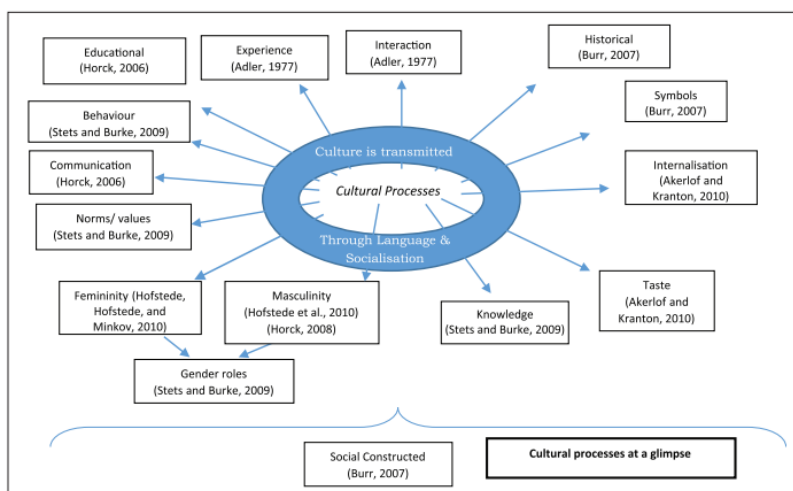 Educational
(Horck, 2006)
Experience
(Adler, 1977)
Interaction
(Adler, 1977)
Historical
(Burr, 2007)
Symbols
(Burr, 2007)
Behaviour
(Stets and Burke, 2009)
Communication
(Horck, 2006)
Norms/ values
(Stets and Burke, 2009)
Culture is transmitted
Cultural Processes
Through Language &
Socialisation
Internalisation
(Akerlof and
Kranton, 2010)
Femininity (Hofstede,
Hofstede, and
Minkov, 2010)
Masculinity
(Hofstede et al., 2010)
(Horck, 2008)
Knowledge
(Stets and Burke, 2009)
Taste
(Akerlof and
Kranton, 2010)
Gender roles
(Stets and Burke, 2009)
Social Constructed
(Burr, 2007)
Cultural processes at a glimpse